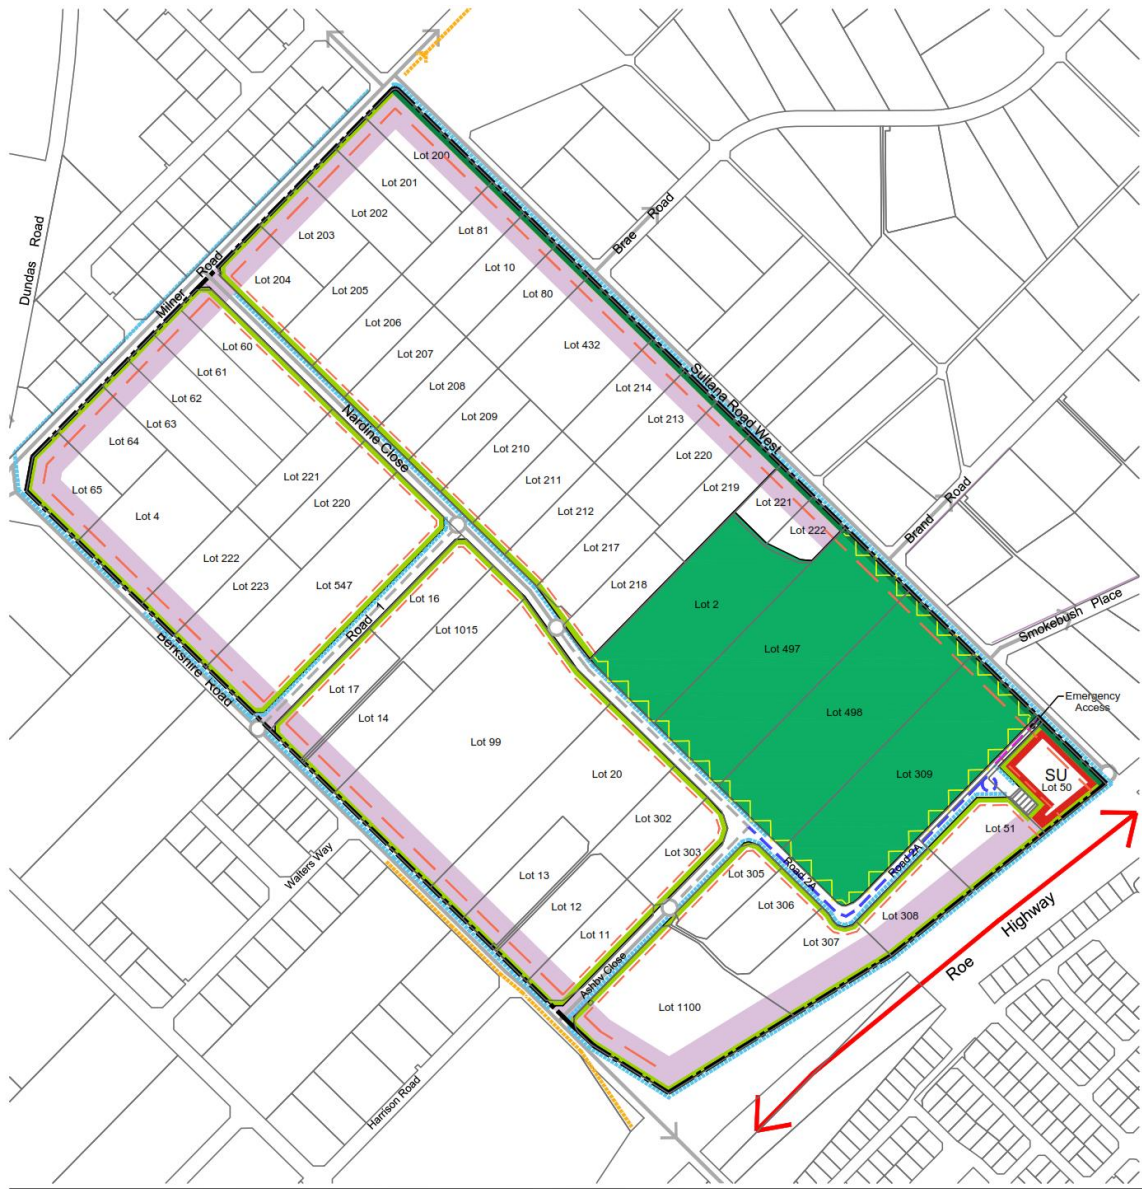 Lot 200
Lot 201
Lot 202
Lot 81
Brae Road
Lot 203
Dundas Road
Milner Road
Lot 204
Lot 10
Lot 205
Lot 80
Lot 206
Lot 60
Lot 432
Lot 207
Lot 61
Sultana Road West
Lot 208
Lot 214
Lot 62
Nardine Close
Lot 209
Lot 213
Lot 63
Lot 64
Lot 210
Lot 220
Lot 221
Lot 211
Lot 219
Lot 65
Lot 220
Lot 221
Lot 4
Lot 212
Lot 222
Brand Road
Lot 217
Lot 222
Lot 223
Lot 547
Lot 218
Lot 16
Lot 2
Smokebush Place
Road 1
Lot 1015
Lot 497
Berkshire Road
Lot 17
Emergency
Access
Lot 14
Lot 498
Lot 99
Lot 20
Lot 309
SU
Lot 50
Lot 302
Lot 51
Walters Way
Lot 303
Road 2A
Road 2A
Lot 13
Lot 305
Lot 12
Lot 306
Lot 308
Highway
Lot 11
Lot 307
Roe
Ashby Close
Lot 1100
Harrison Road